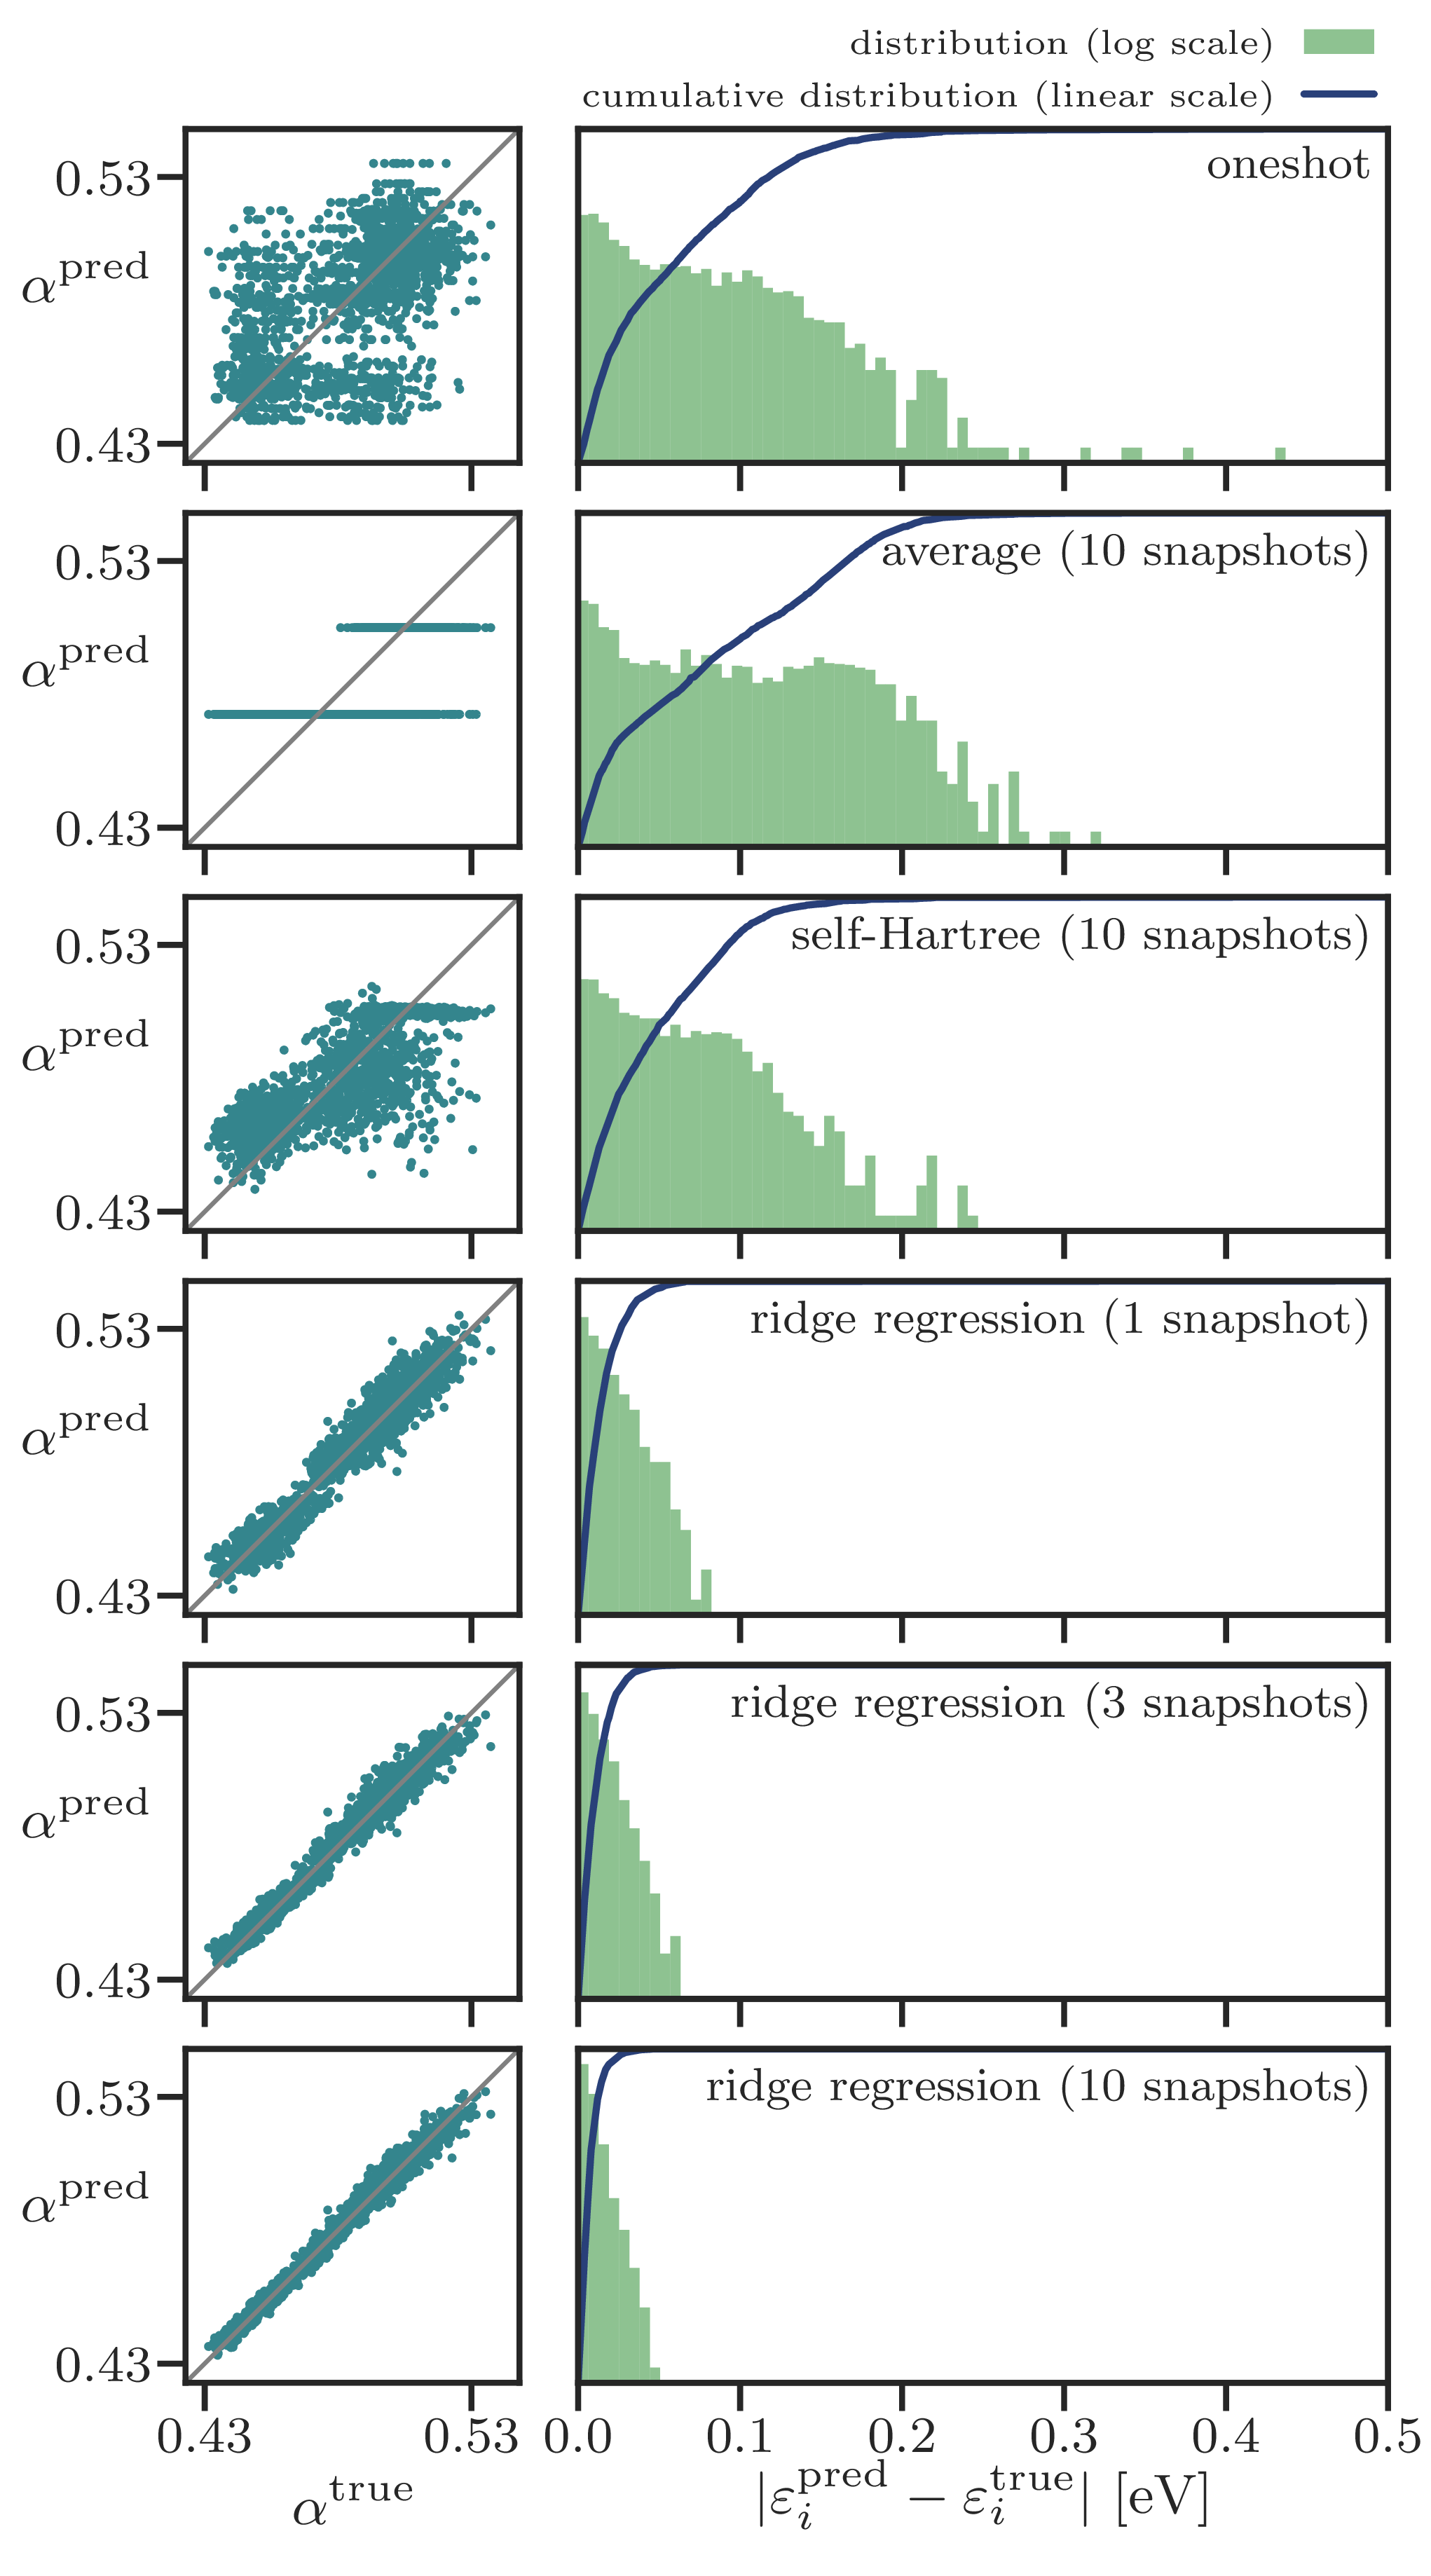 distribution (log scale)
cumulative distribution (linear scale)
0.53
α^pred
0.43
oneshot
0.53
α^pred
0.43
average (10 snapshots)
0.53
α^pred
0.43
self-Hartree (10 snapshots)
0.53
α^pred
0.43
ridge regression (1 snapshot)
0.53
α^pred
0.43
ridge regression (3 snapshots)
0.53
α^pred
0.43
ridge regression (10 snapshots)
0.43 0.53 0.0 0.1 0.2 0.3 0.4 0.5
α^true
|ε_i^pred − ε_i^true| [eV]